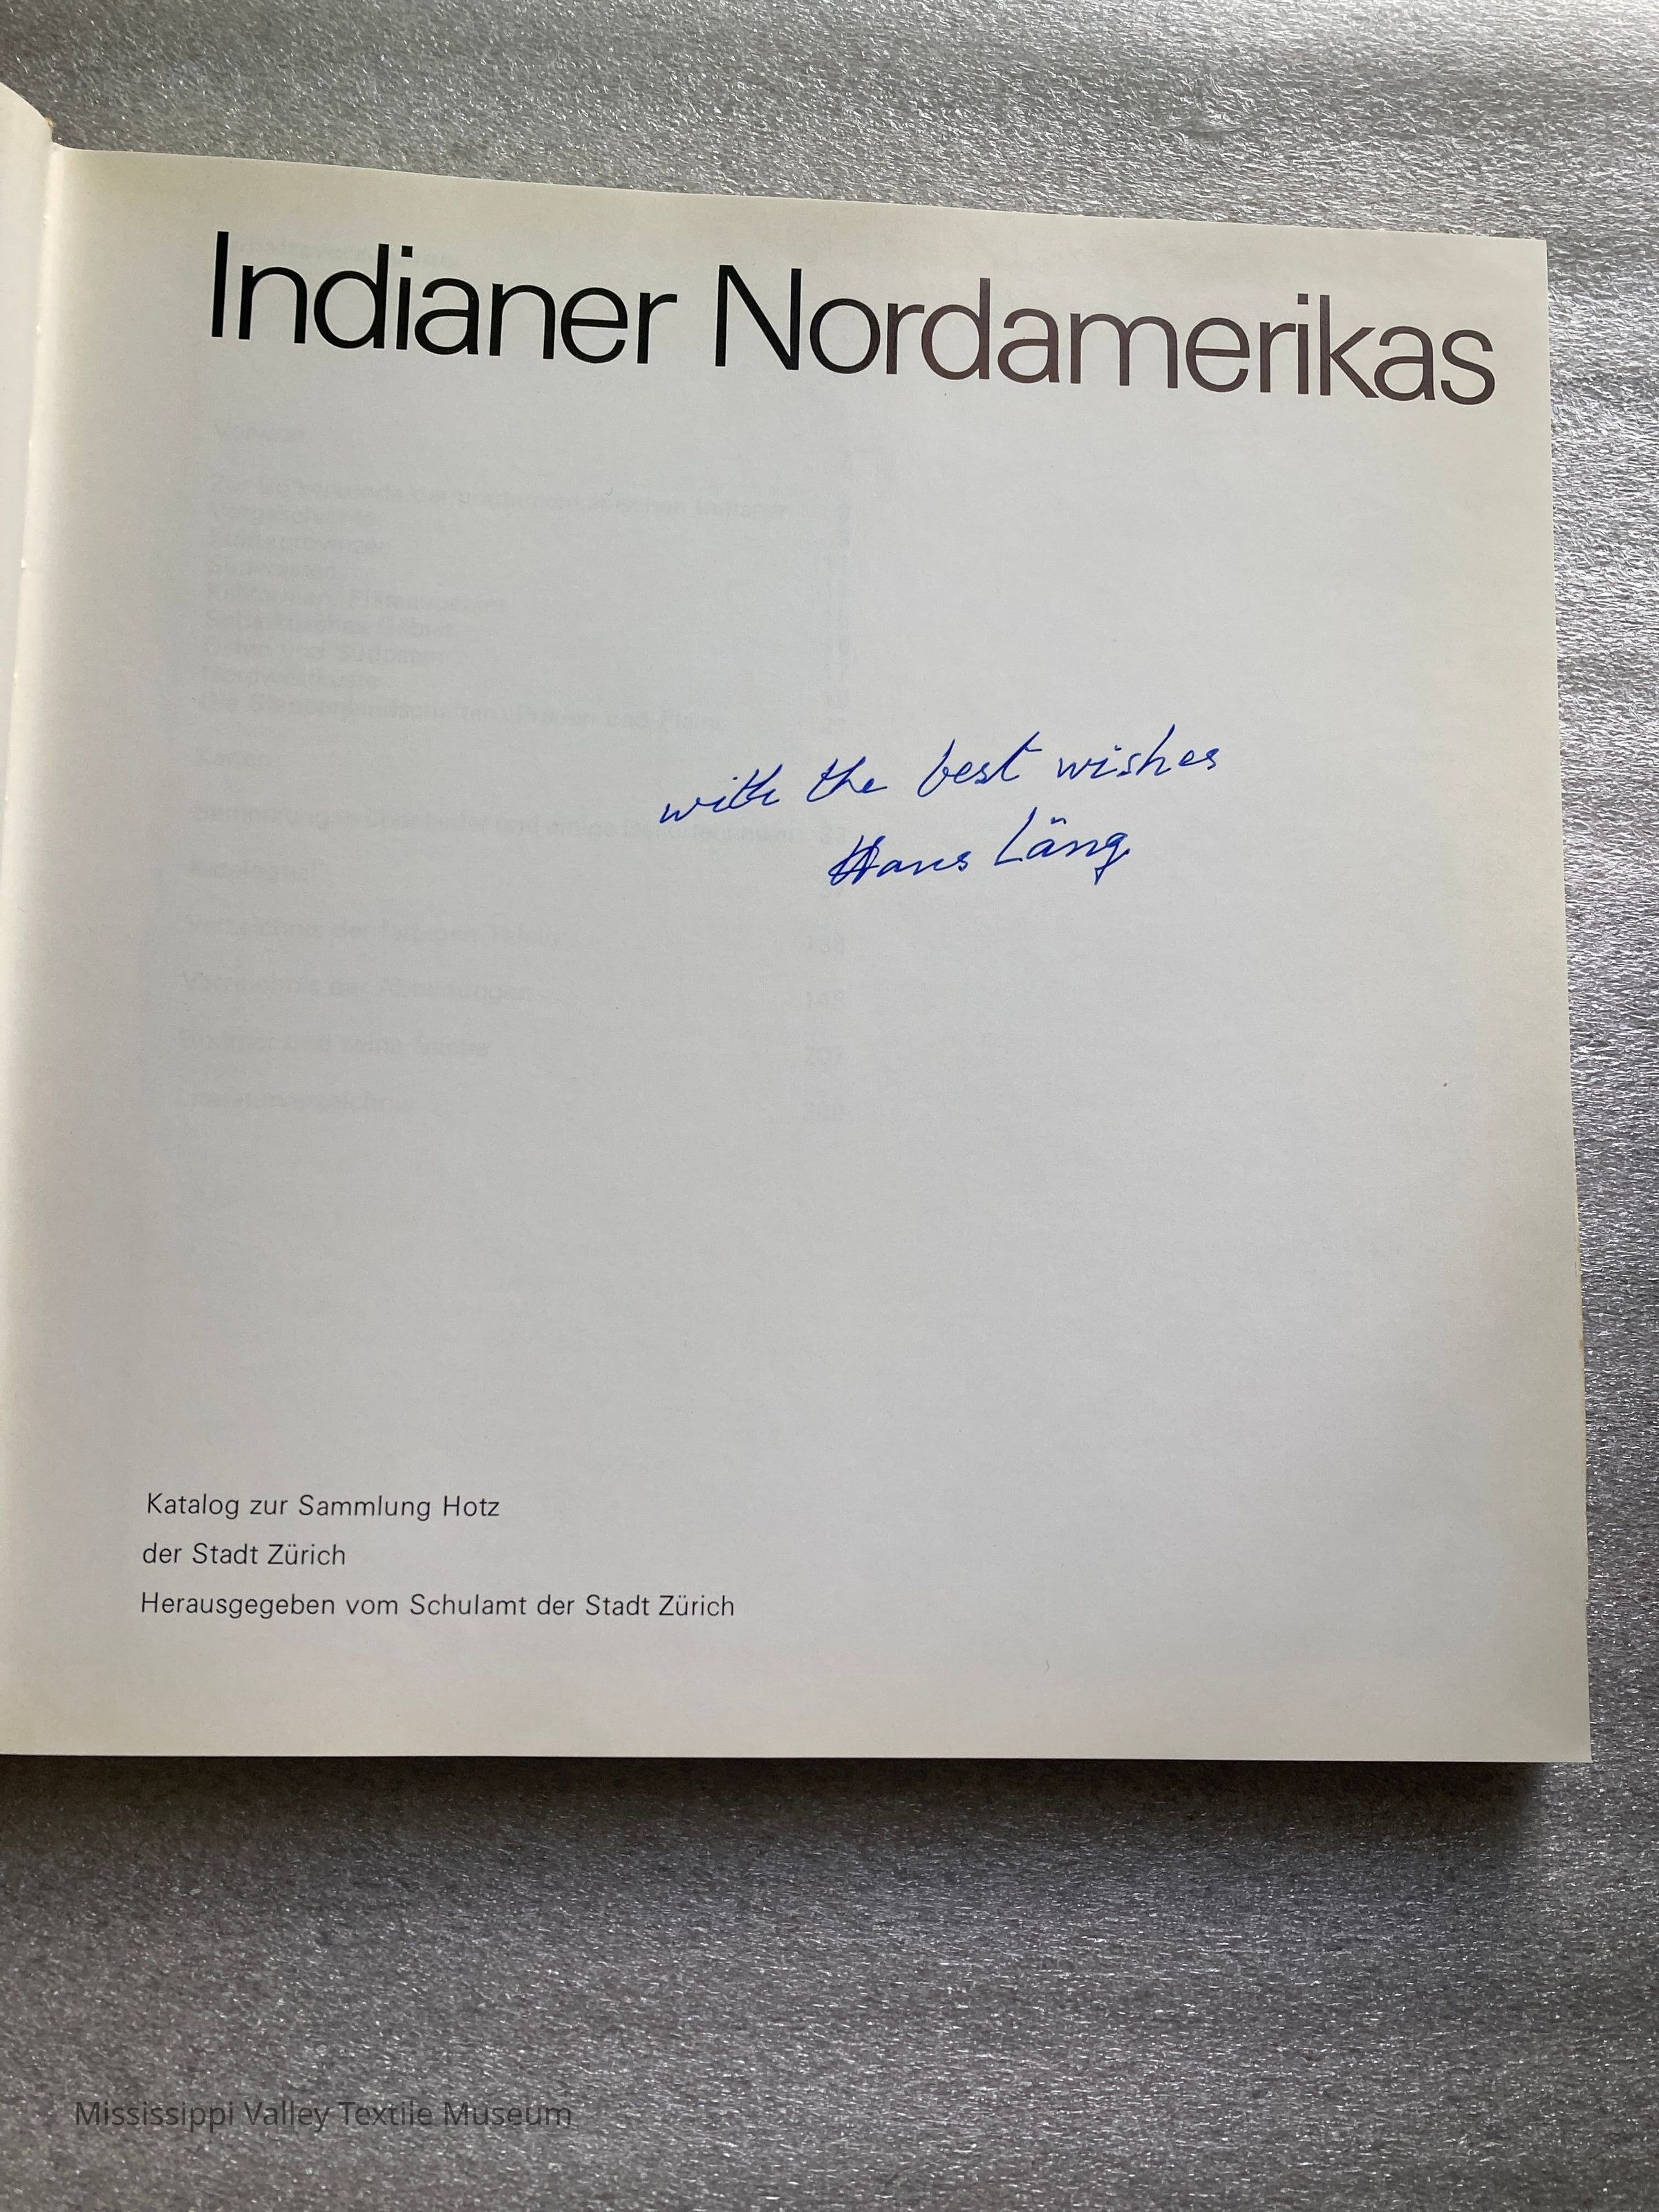 Indianer Nordamerikas
with the best wishes
Hans Läng
Katalog zur Sammlung Hotz
der Stadt Zürich
Herausgegeben vom Schulamt der Stadt Zürich
Mississippi Valley Textile Museum